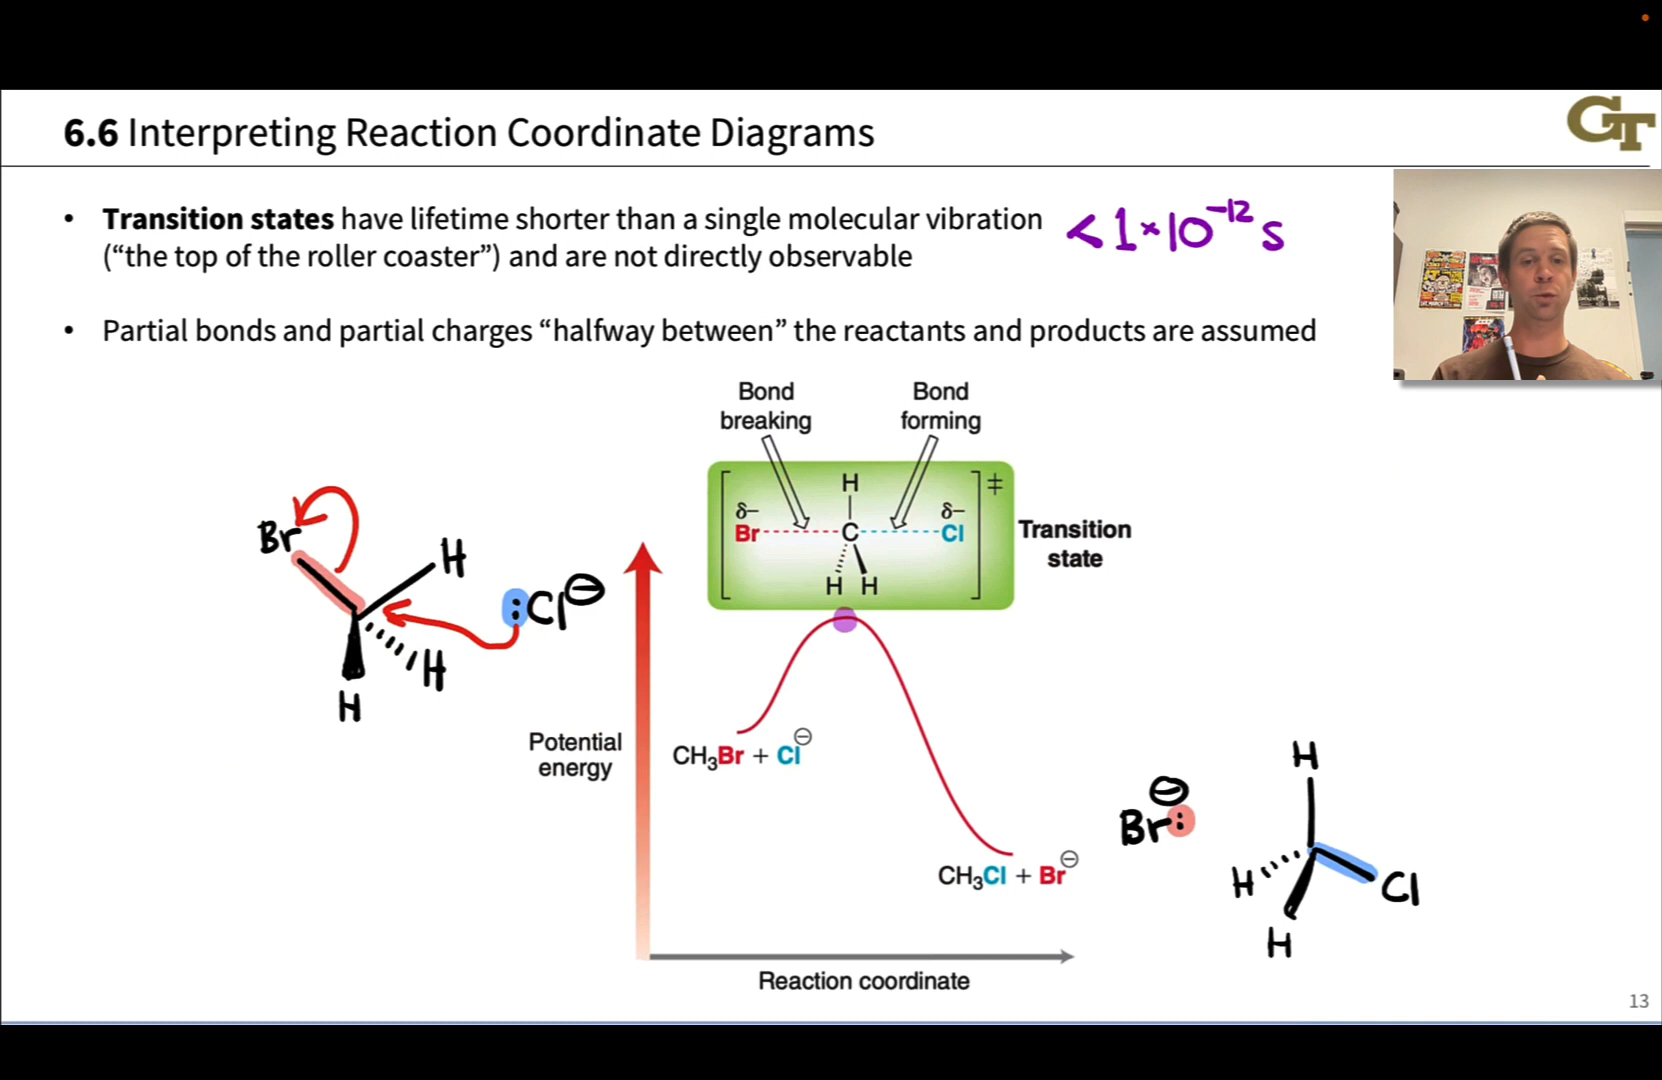 6.6 Interpreting Reaction Coordinate Diagrams
GT
• Transition states have lifetime shorter than a single molecular vibration
(“the top of the roller coaster”) and are not directly observable
< 1×10⁻¹² s
• Partial bonds and partial charges “halfway between” the reactants and products are assumed
Bond
breaking
Bond
forming
H
δ− δ− ‡
Br C Cl
H H
Transition
state
Br
H
:Cl⊖
H
H
Potential
energy
CH₃Br + Cl⊖
CH₃Cl + Br⊖
Br:⊖
H
H
Cl
H
Reaction coordinate
13